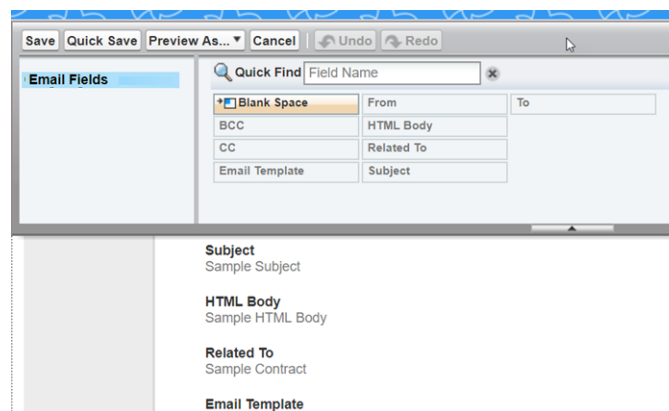 Save Quick Save Preview As... Cancel Undo Redo
Email Fields
Quick Find Field Name
Blank Space From To
BCC HTML Body
CC Related To
Email Template Subject
Subject
Sample Subject
HTML Body
Sample HTML Body
Related To
Sample Contract
Email Template